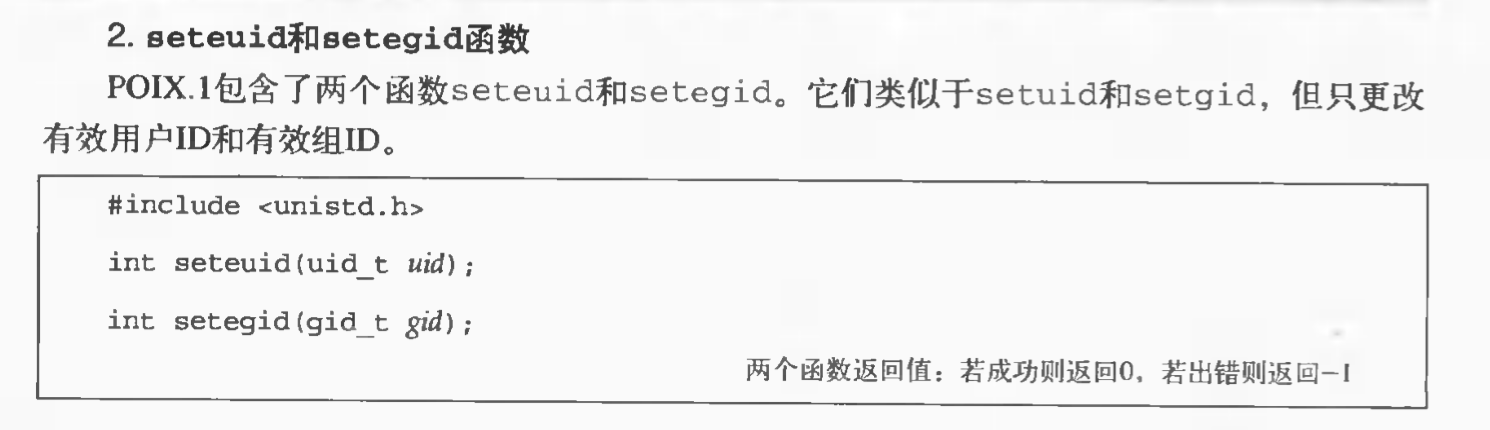 2. seteuid和setegid函数
POIX.1包含了两个函数seteuid和setegid。它们类似于setuid和setgid，但只更改
有效用户ID和有效组ID。
#include <unistd.h>
int seteuid(uid_t uid);
int setegid(gid_t gid);
两个函数返回值：若成功则返回0，若出错则返回-1